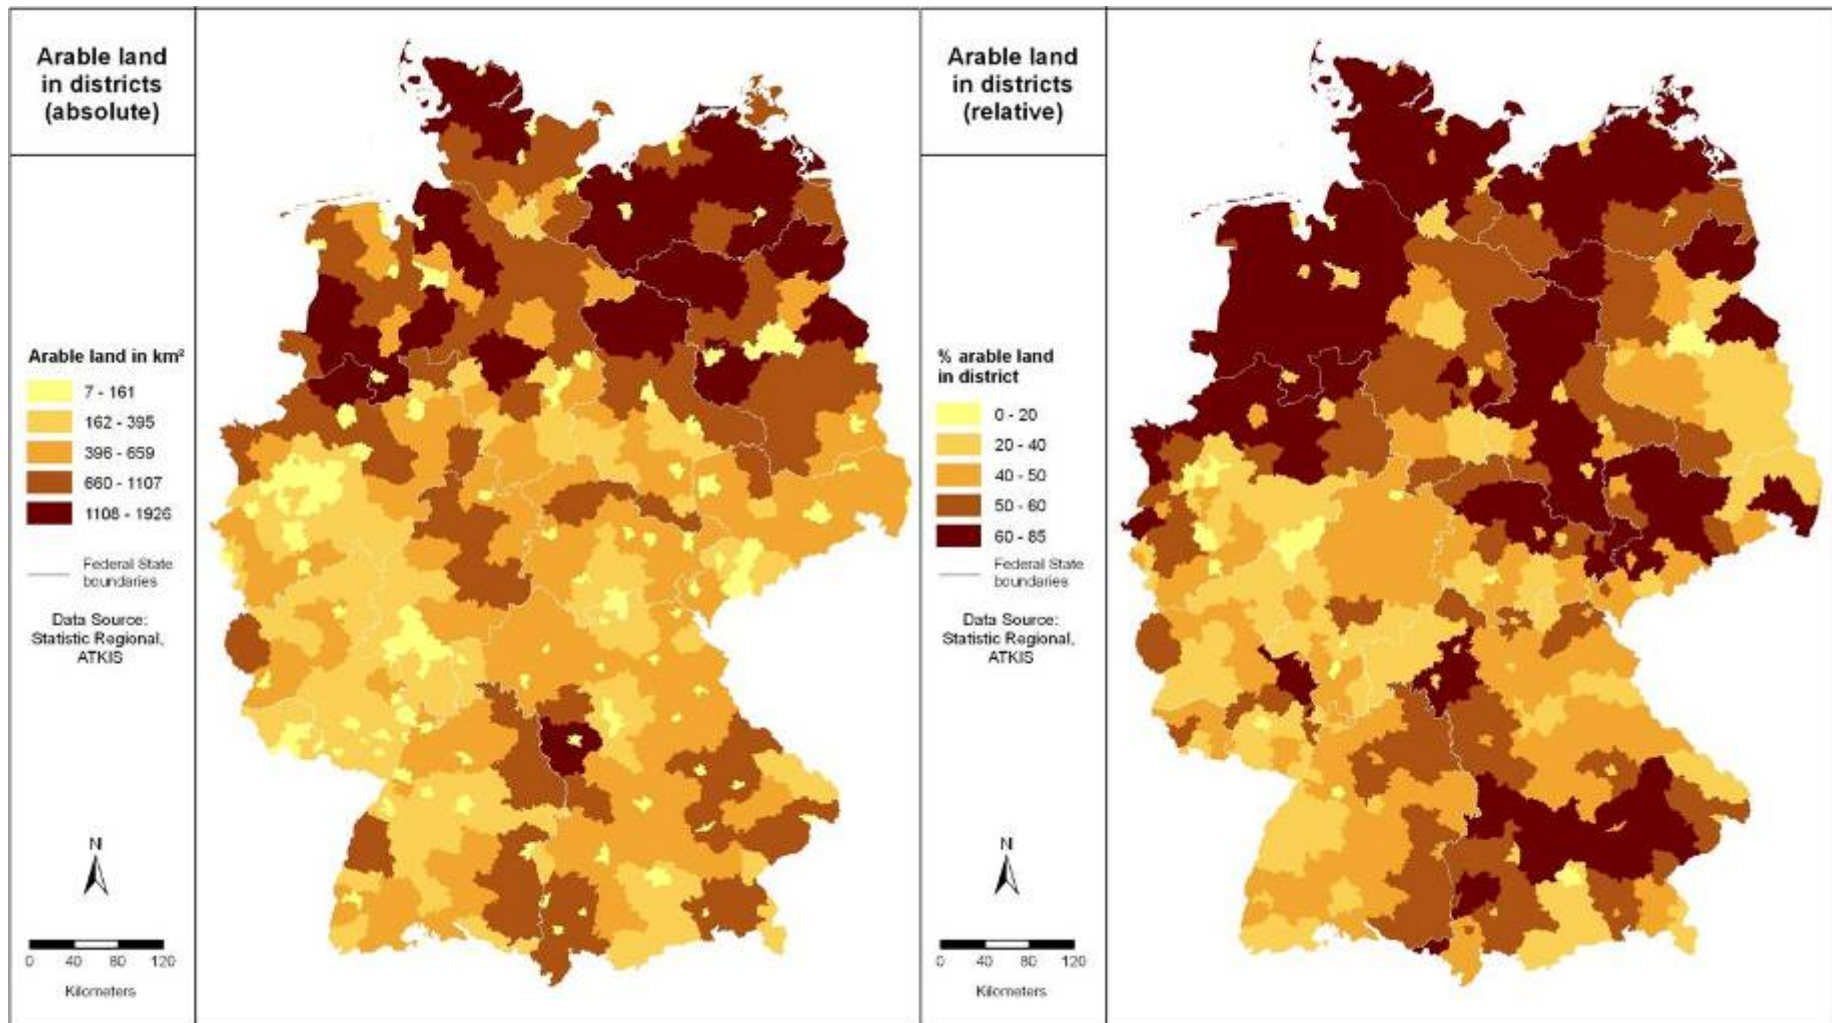 Arable land
in districts
(absolute)
Arable land in km²
7 - 161
162 - 395
396 - 659
660 - 1107
1108 - 1926
Federal State
boundaries
Data Source:
Statistic Regional,
ATKIS
N
0 40 80 120
Kilometers
Arable land
in districts
(relative)
% arable land
in district
0 - 20
20 - 40
40 - 50
50 - 60
60 - 85
Federal State
boundaries
Data Source:
Statistic Regional,
ATKIS
N
0 40 80 120
Kilometers